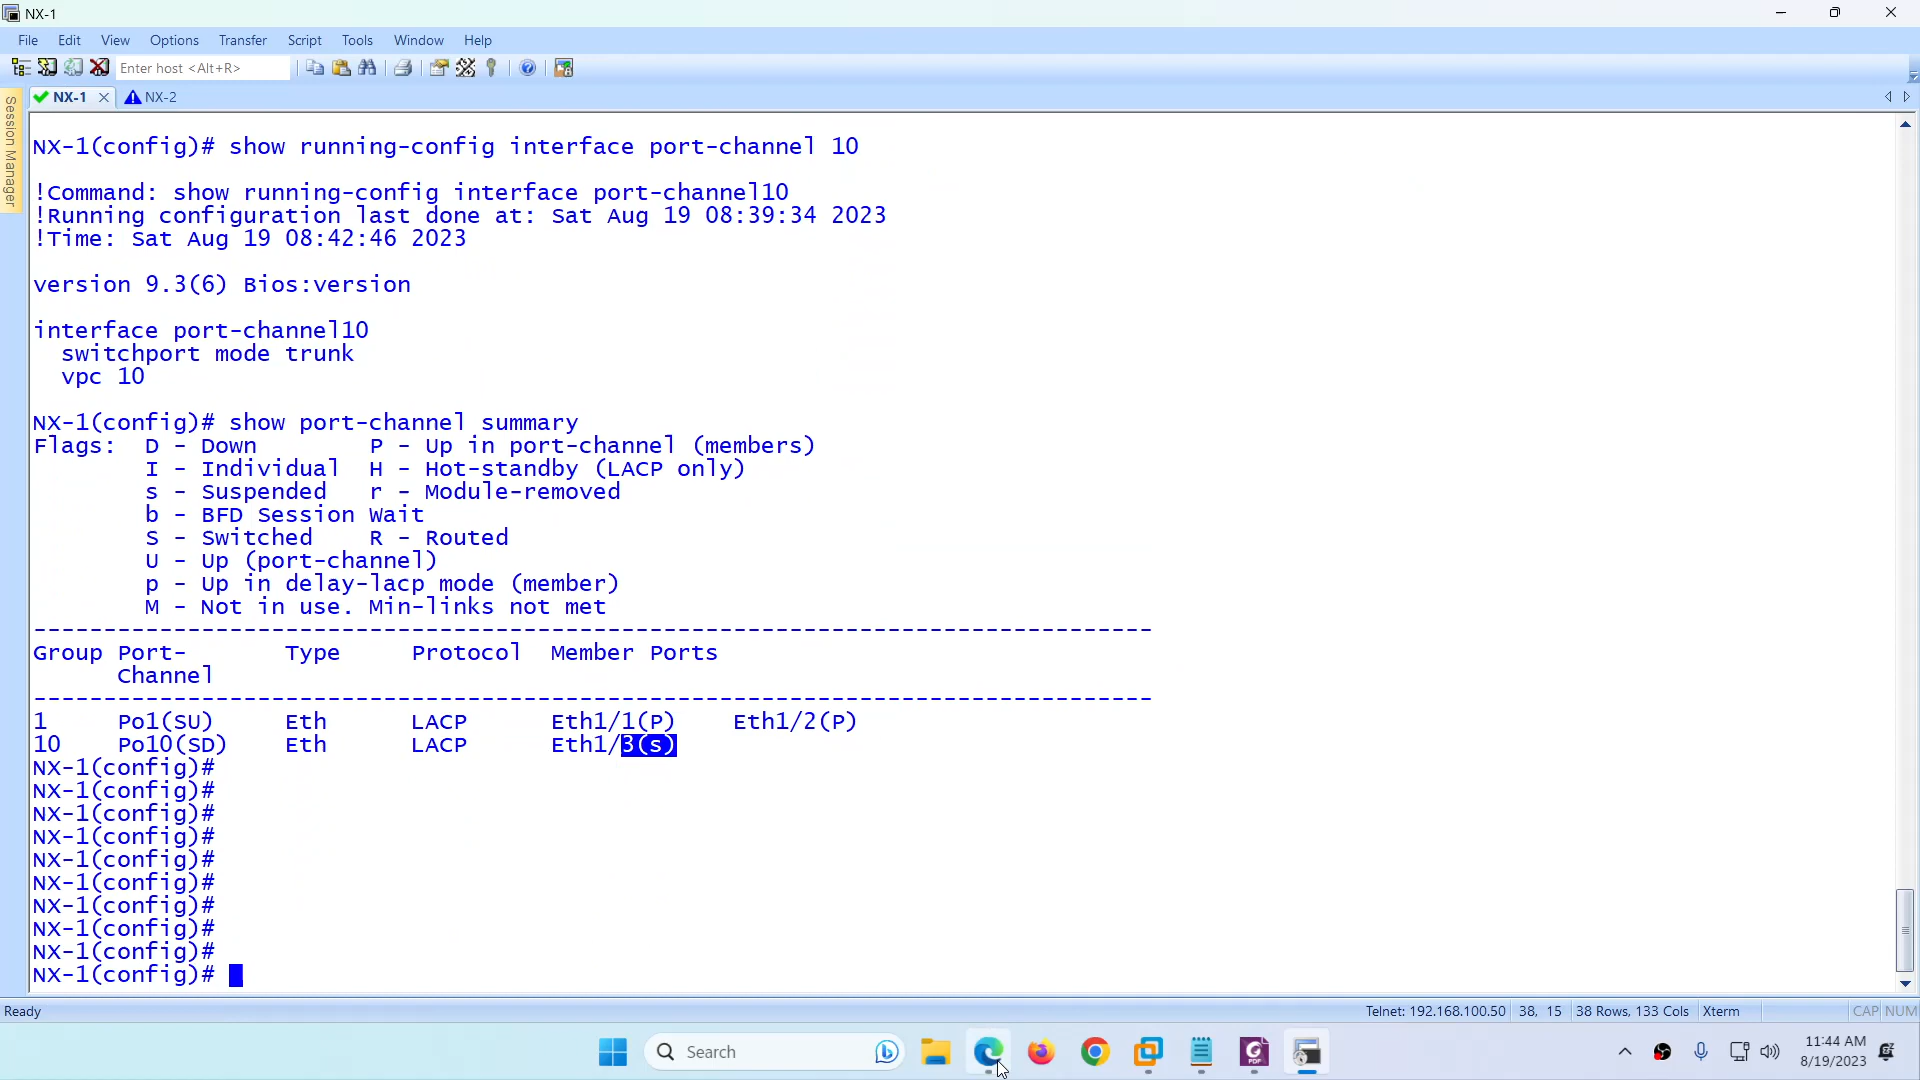 NX-1
File Edit View Options Transfer Script Tools Window Help
Enter host <Alt+R>
NX-1 NX-2
Session Manager
NX-1(config)# show running-config interface port-channel 10
!Command: show running-config interface port-channel10
!Running configuration last done at: Sat Aug 19 08:39:34 2023
!Time: Sat Aug 19 08:42:46 2023
version 9.3(6) Bios:version
interface port-channel10
switchport mode trunk
vpc 10
NX-1(config)# show port-channel summary
Flags: D - Down P - Up in port-channel (members)
I - Individual H - Hot-standby (LACP only)
s - Suspended r - Module-removed
b - BFD Session Wait
S - Switched R - Routed
U - Up (port-channel)
p - Up in delay-lacp mode (member)
M - Not in use. Min-links not met
--------------------------------------------------------------------------------
Group Port- Type Protocol Member Ports
Channel
--------------------------------------------------------------------------------
1 Po1(SU) Eth LACP Eth1/1(P) Eth1/2(P)
10 Po10(SD) Eth LACP Eth1/3(s)
NX-1(config)#
NX-1(config)#
NX-1(config)#
NX-1(config)#
NX-1(config)#
NX-1(config)#
NX-1(config)#
NX-1(config)#
NX-1(config)#
NX-1(config)#
Ready Telnet: 192.168.100.50 38, 15 38 Rows, 133 Cols Xterm CAP NUM
Search
PDF
11:44 AM
8/19/2023